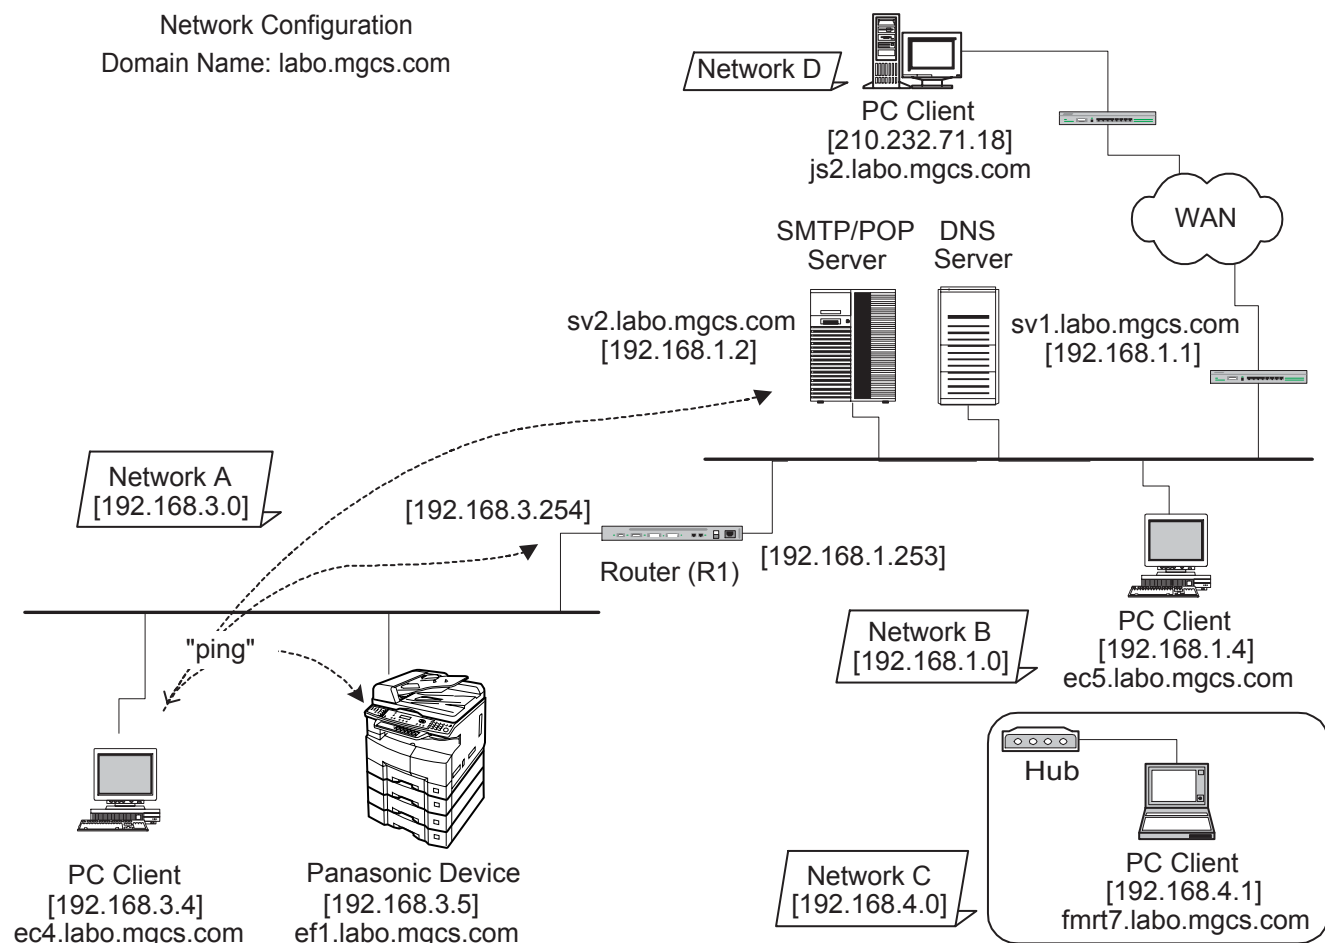 Network Configuration
Domain Name: labo.mgcs.com
Network D
PC Client
[210.232.71.18]
js2.labo.mgcs.com
WAN
SMTP/POP
Server
DNS
Server
sv2.labo.mgcs.com
[192.168.1.2]
sv1.labo.mgcs.com
[192.168.1.1]
Network A
[192.168.3.0]
[192.168.3.254]
Router (R1)
[192.168.1.253]
"ping"
Network B
[192.168.1.0]
PC Client
[192.168.1.4]
ec5.labo.mgcs.com
Hub
PC Client
[192.168.3.4]
ec4.labo.mgcs.com
Panasonic Device
[192.168.3.5]
ef1.labo.mgcs.com
Network C
[192.168.4.0]
PC Client
[192.168.4.1]
fmrt7.labo.mgcs.com